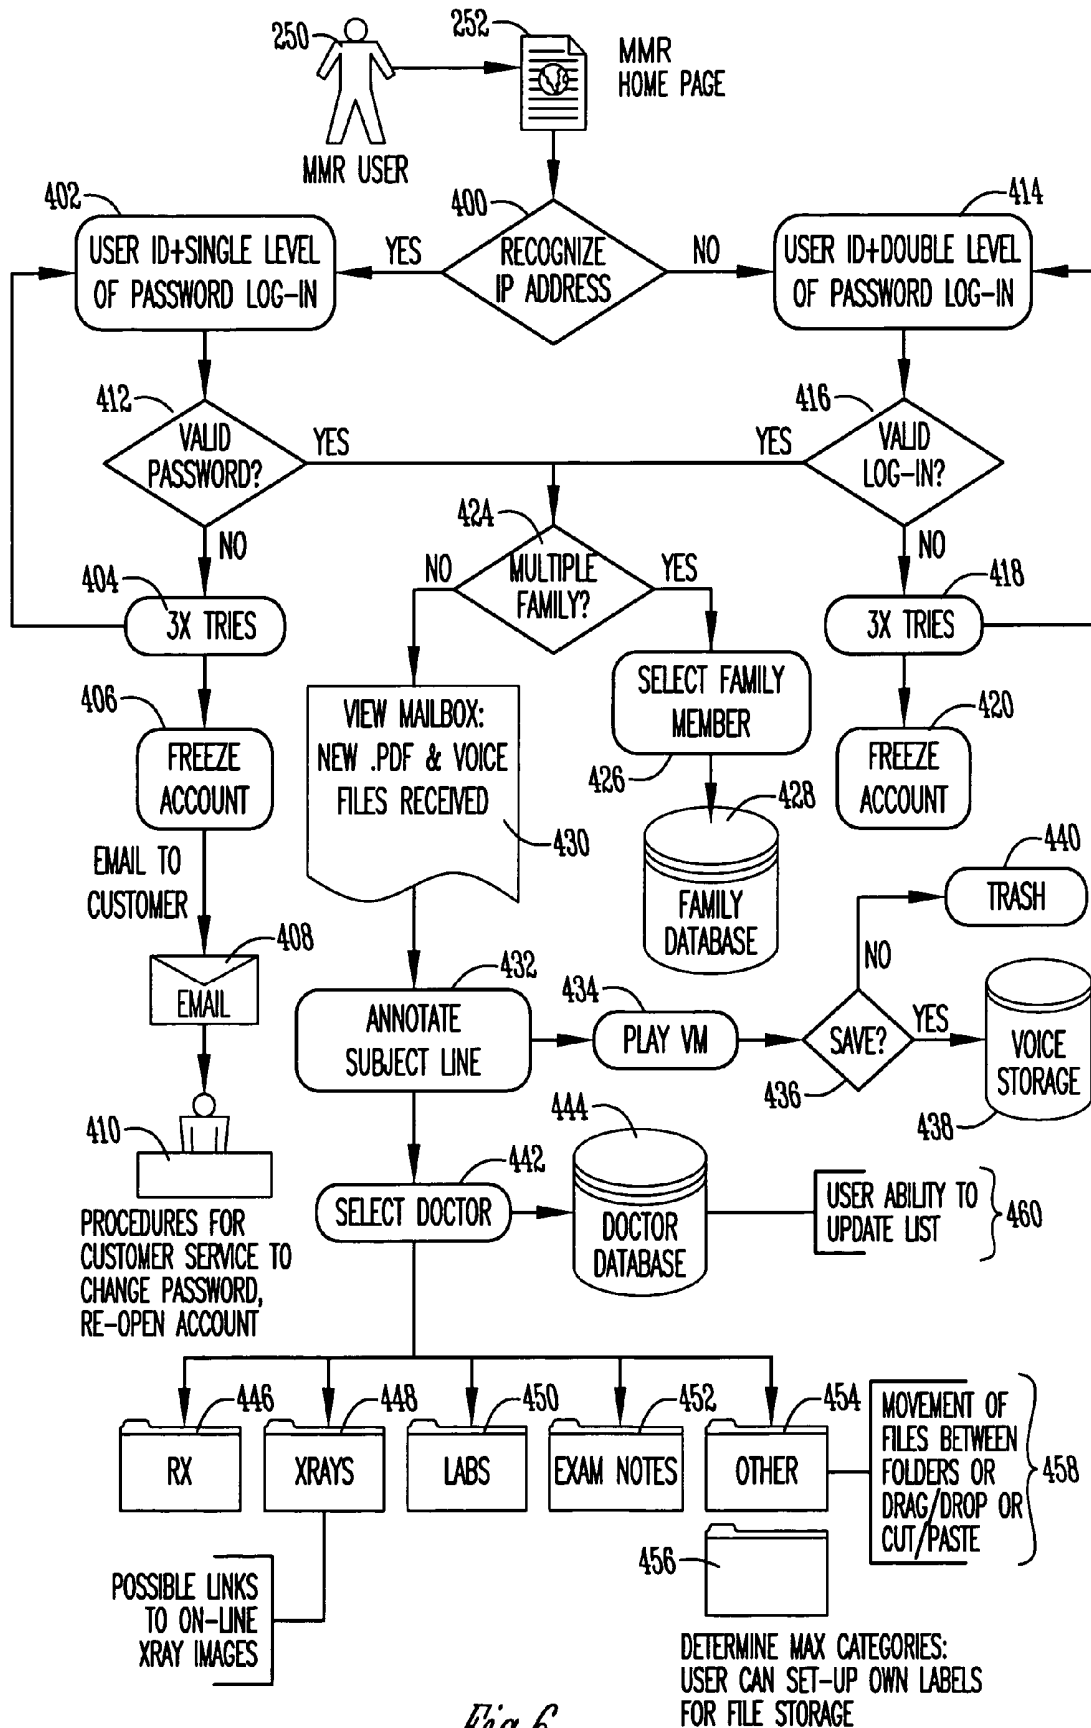 250
252
MMR
HOME PAGE
MMR USER
402
400
414
USER ID+SINGLE LEVEL
OF PASSWORD LOG-IN
YES
RECOGNIZE
IP ADDRESS
NO
USER ID+DOUBLE LEVEL
OF PASSWORD LOG-IN
412
VALID
PASSWORD?
YES
416
YES
VALID
LOG-IN?
NO
424
NO
MULTIPLE
FAMILY?
YES
NO
404
3X TRIES
418
3X TRIES
406
FREEZE
ACCOUNT
VIEW MAILBOX:
NEW .PDF & VOICE
FILES RECEIVED
430
SELECT FAMILY
MEMBER
426
428
FAMILY
DATABASE
420
FREEZE
ACCOUNT
EMAIL TO
CUSTOMER
408
EMAIL
440
TRASH
NO
432
ANNOTATE
SUBJECT LINE
434
PLAY VM
SAVE?
436
YES
VOICE
STORAGE
438
410
PROCEDURES FOR
CUSTOMER SERVICE TO
CHANGE PASSWORD,
RE-OPEN ACCOUNT
442
SELECT DOCTOR
444
DOCTOR
DATABASE
USER ABILITY TO
UPDATE LIST
460
446
RX
448
XRAYS
450
LABS
452
EXAM NOTES
454
OTHER
MOVEMENT OF
FILES BETWEEN
FOLDERS OR
DRAG/DROP OR
CUT/PASTE
458
456
POSSIBLE LINKS
TO ON-LINE
XRAY IMAGES
DETERMINE MAX CATEGORIES:
USER CAN SET-UP OWN LABELS
FOR FILE STORAGE
Fig.6